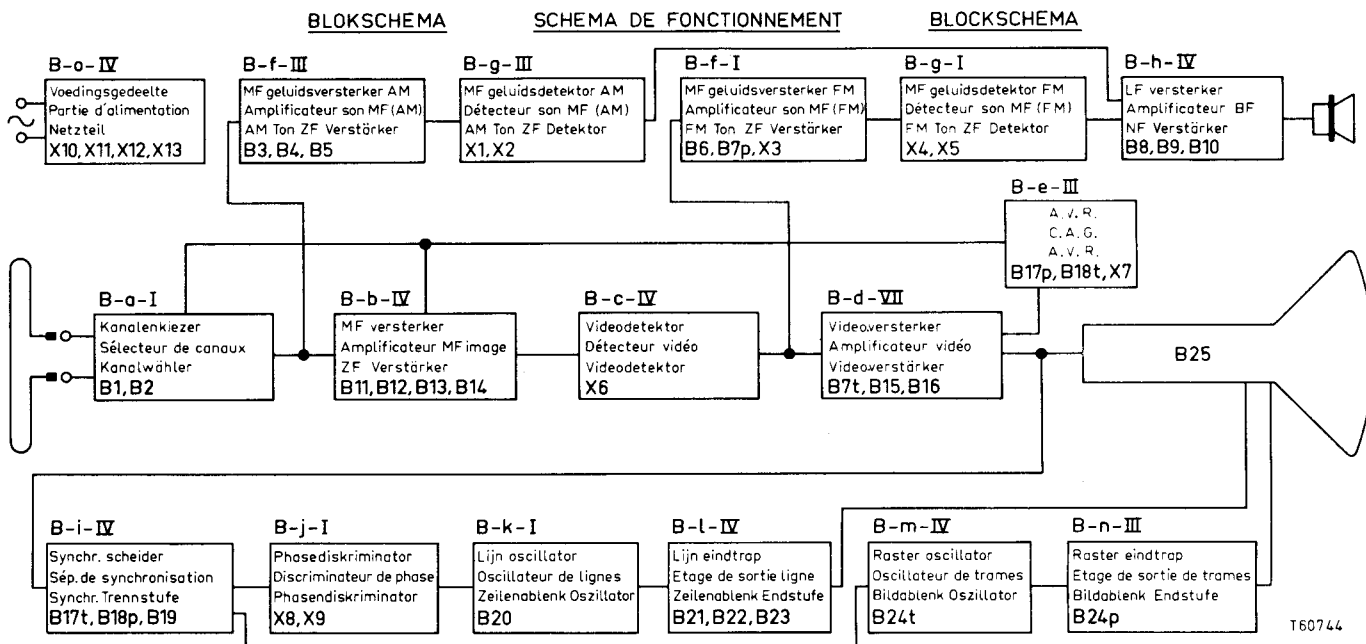 BLOKSCHEMA
SCHEMA DE FONCTIONNEMENT
BLOCKSCHEMA
B-o-IV
Voedingsgedeelte
Partie d'alimentation
Netzteil
X10, X11, X12, X13
B-f-III
MF geluidsversterker AM
Amplificateur son MF (AM)
AM Ton ZF Verstärker
B3, B4, B5
B-g-III
MF geluidsdetektor AM
Détecteur son MF (AM)
AM Ton ZF Detektor
X1, X2
B-f-I
MF geluidsversterker FM
Amplificateur son MF (FM)
FM Ton ZF Verstärker
B6, B7p, X3
B-g-I
MF geluidsdetektor FM
Détecteur son MF (FM)
FM Ton ZF Detektor
X4, X5
B-h-IV
LF versterker
Amplificateur BF
NF Verstärker
B8, B9, B10
B-e-III
A.V.R.
C.A.G.
A.V.R.
B17p, B18t, X7
B-a-I
Kanalenkiezer
Sélecteur de canaux
Kanalwähler
B1, B2
B-b-IV
MF versterker
Amplificateur MF image
ZF Verstärker
B11, B12, B13, B14
B-c-IV
Videodetektor
Détecteur vidéo
Videodetektor
X6
B-d-VII
Video.versterker
Amplificateur vidéo
Video.verstärker
B7t, B15, B16
B25
B-i-IV
Synchr. scheider
Sép. de synchronisation
Synchr. Trennstufe
B17t, B18p, B19
B-j-I
Phasediskriminator
Discriminateur de phase
Phasendiskriminator
X8, X9
B-k-I
Lijn oscillator
Oscillateur de lignes
Zeilenablenk Oszillator
B20
B-l-IV
Lijn eindtrap
Etage de sortie ligne
Zeilenablenk Endstufe
B21, B22, B23
B-m-IV
Raster oscillator
Oscillateur de trames
Bildablenk Oszillator
B24t
B-n-III
Raster eindtrap
Etage de sortie de trames
Bildablenk Endstufe
B24p
T60744